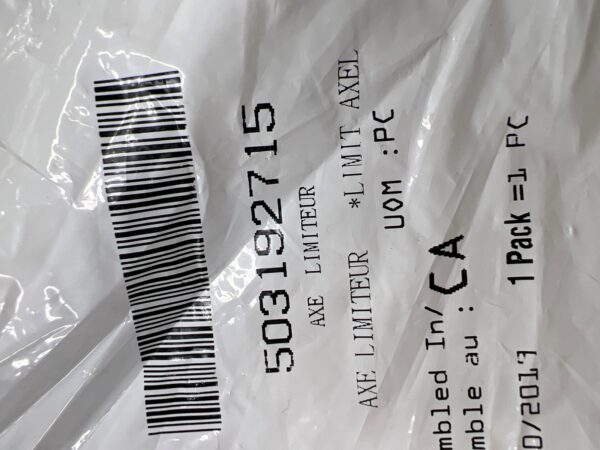 503192715
AXE LIMITEUR
AXE LIMITEUR *LIMIT AXEL
UOM :PC
mbled In/
mble au : CA
0/2017 1 Pack =1 PC